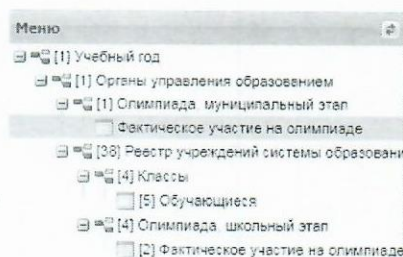 Меню
[1] Учебный год
[1] Органы управления образованием
[1] Олимпиада, муниципальный этап
Фактическое участие на олимпиаде
[38] Реестр учреждений системы образовани
[4] Классы
[5] Обучающиеся
[4] Олимпиада, школьный этап
[2] Фактическое участие на олимпиаде